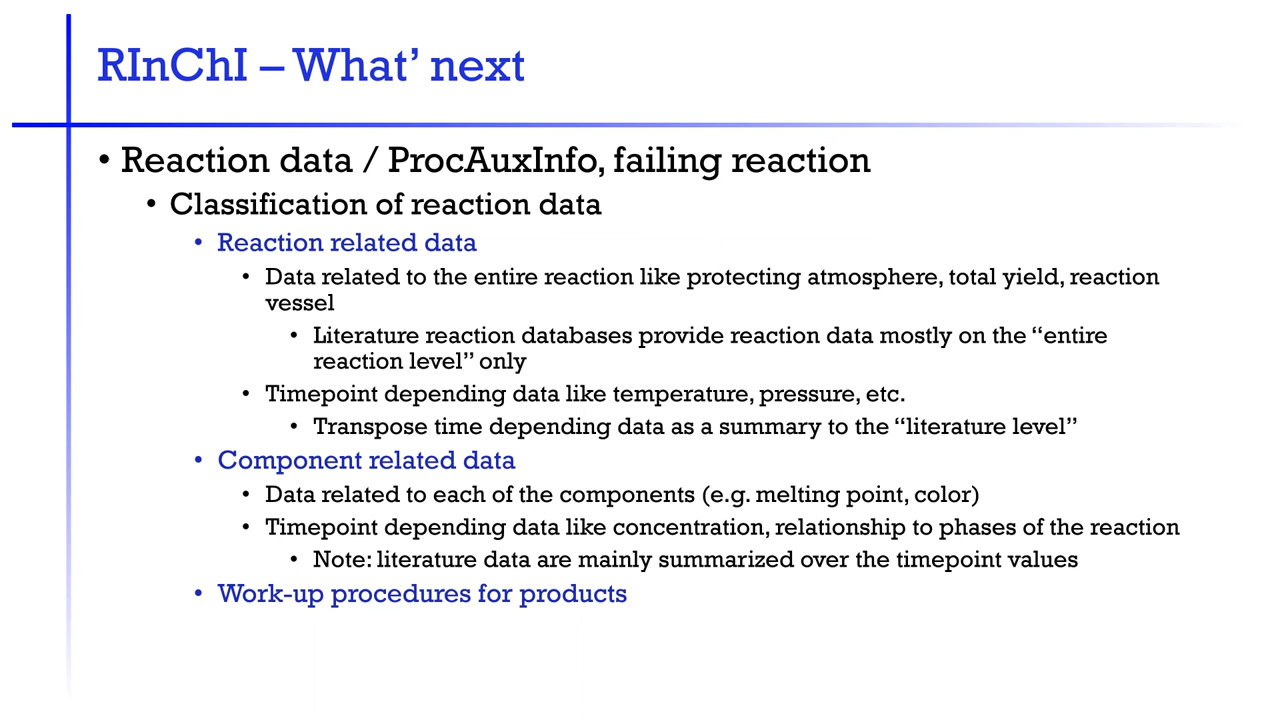 RInChI – What’ next
• Reaction data / ProcAuxInfo, failing reaction
• Classification of reaction data
• Reaction related data
• Data related to the entire reaction like protecting atmosphere, total yield, reaction
vessel
• Literature reaction databases provide reaction data mostly on the “entire
reaction level” only
• Timepoint depending data like temperature, pressure, etc.
• Transpose time depending data as a summary to the “literature level”
• Component related data
• Data related to each of the components (e.g. melting point, color)
• Timepoint depending data like concentration, relationship to phases of the reaction
• Note: literature data are mainly summarized over the timepoint values
• Work-up procedures for products